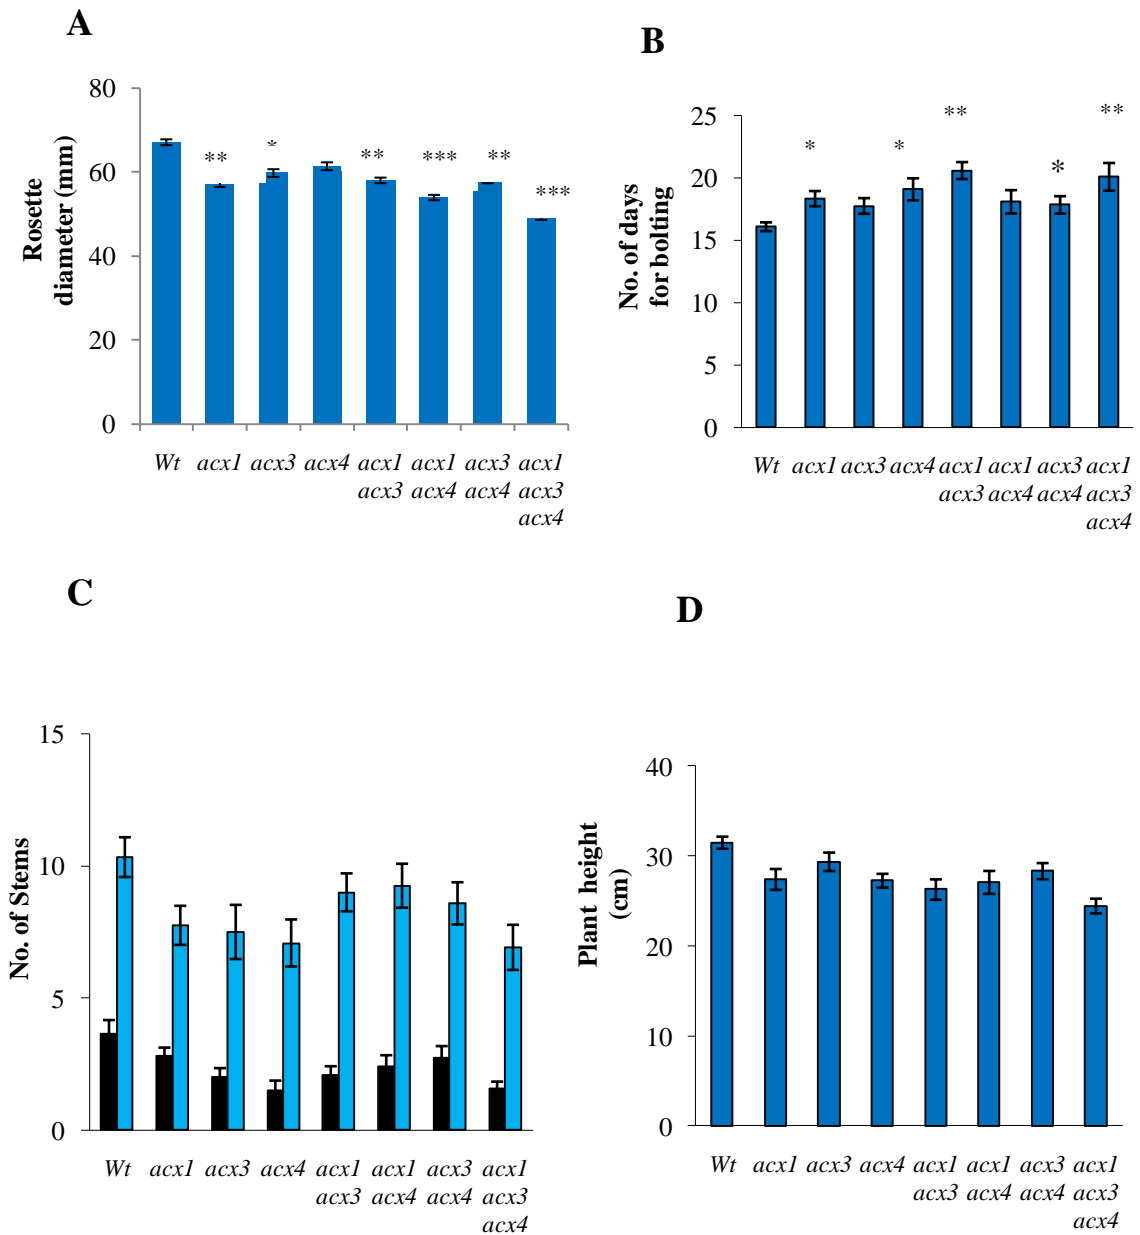 A
Rosette
diameter (mm)
80
60
40
20
0
** * ** *** ** ***
Wt acx1 acx3 acx4 acx1 acx1 acx3 acx1
acx3 acx4 acx4 acx3
acx4
B
No. of days
for bolting
25
20
15
10
5
0
* * ** * **
Wt acx1 acx3 acx4 acx1 acx1 acx3 acx1
acx3 acx4 acx4 acx3
acx4
C
No. of Stems
15
10
5
0
Wt acx1 acx3 acx4 acx1 acx1 acx3 acx1
acx3 acx4 acx4 acx3
acx4
D
Plant height
(cm)
40
30
20
10
0
Wt acx1 acx3 acx4 acx1 acx1 acx3 acx1
acx3 acx4 acx4 acx3
acx4